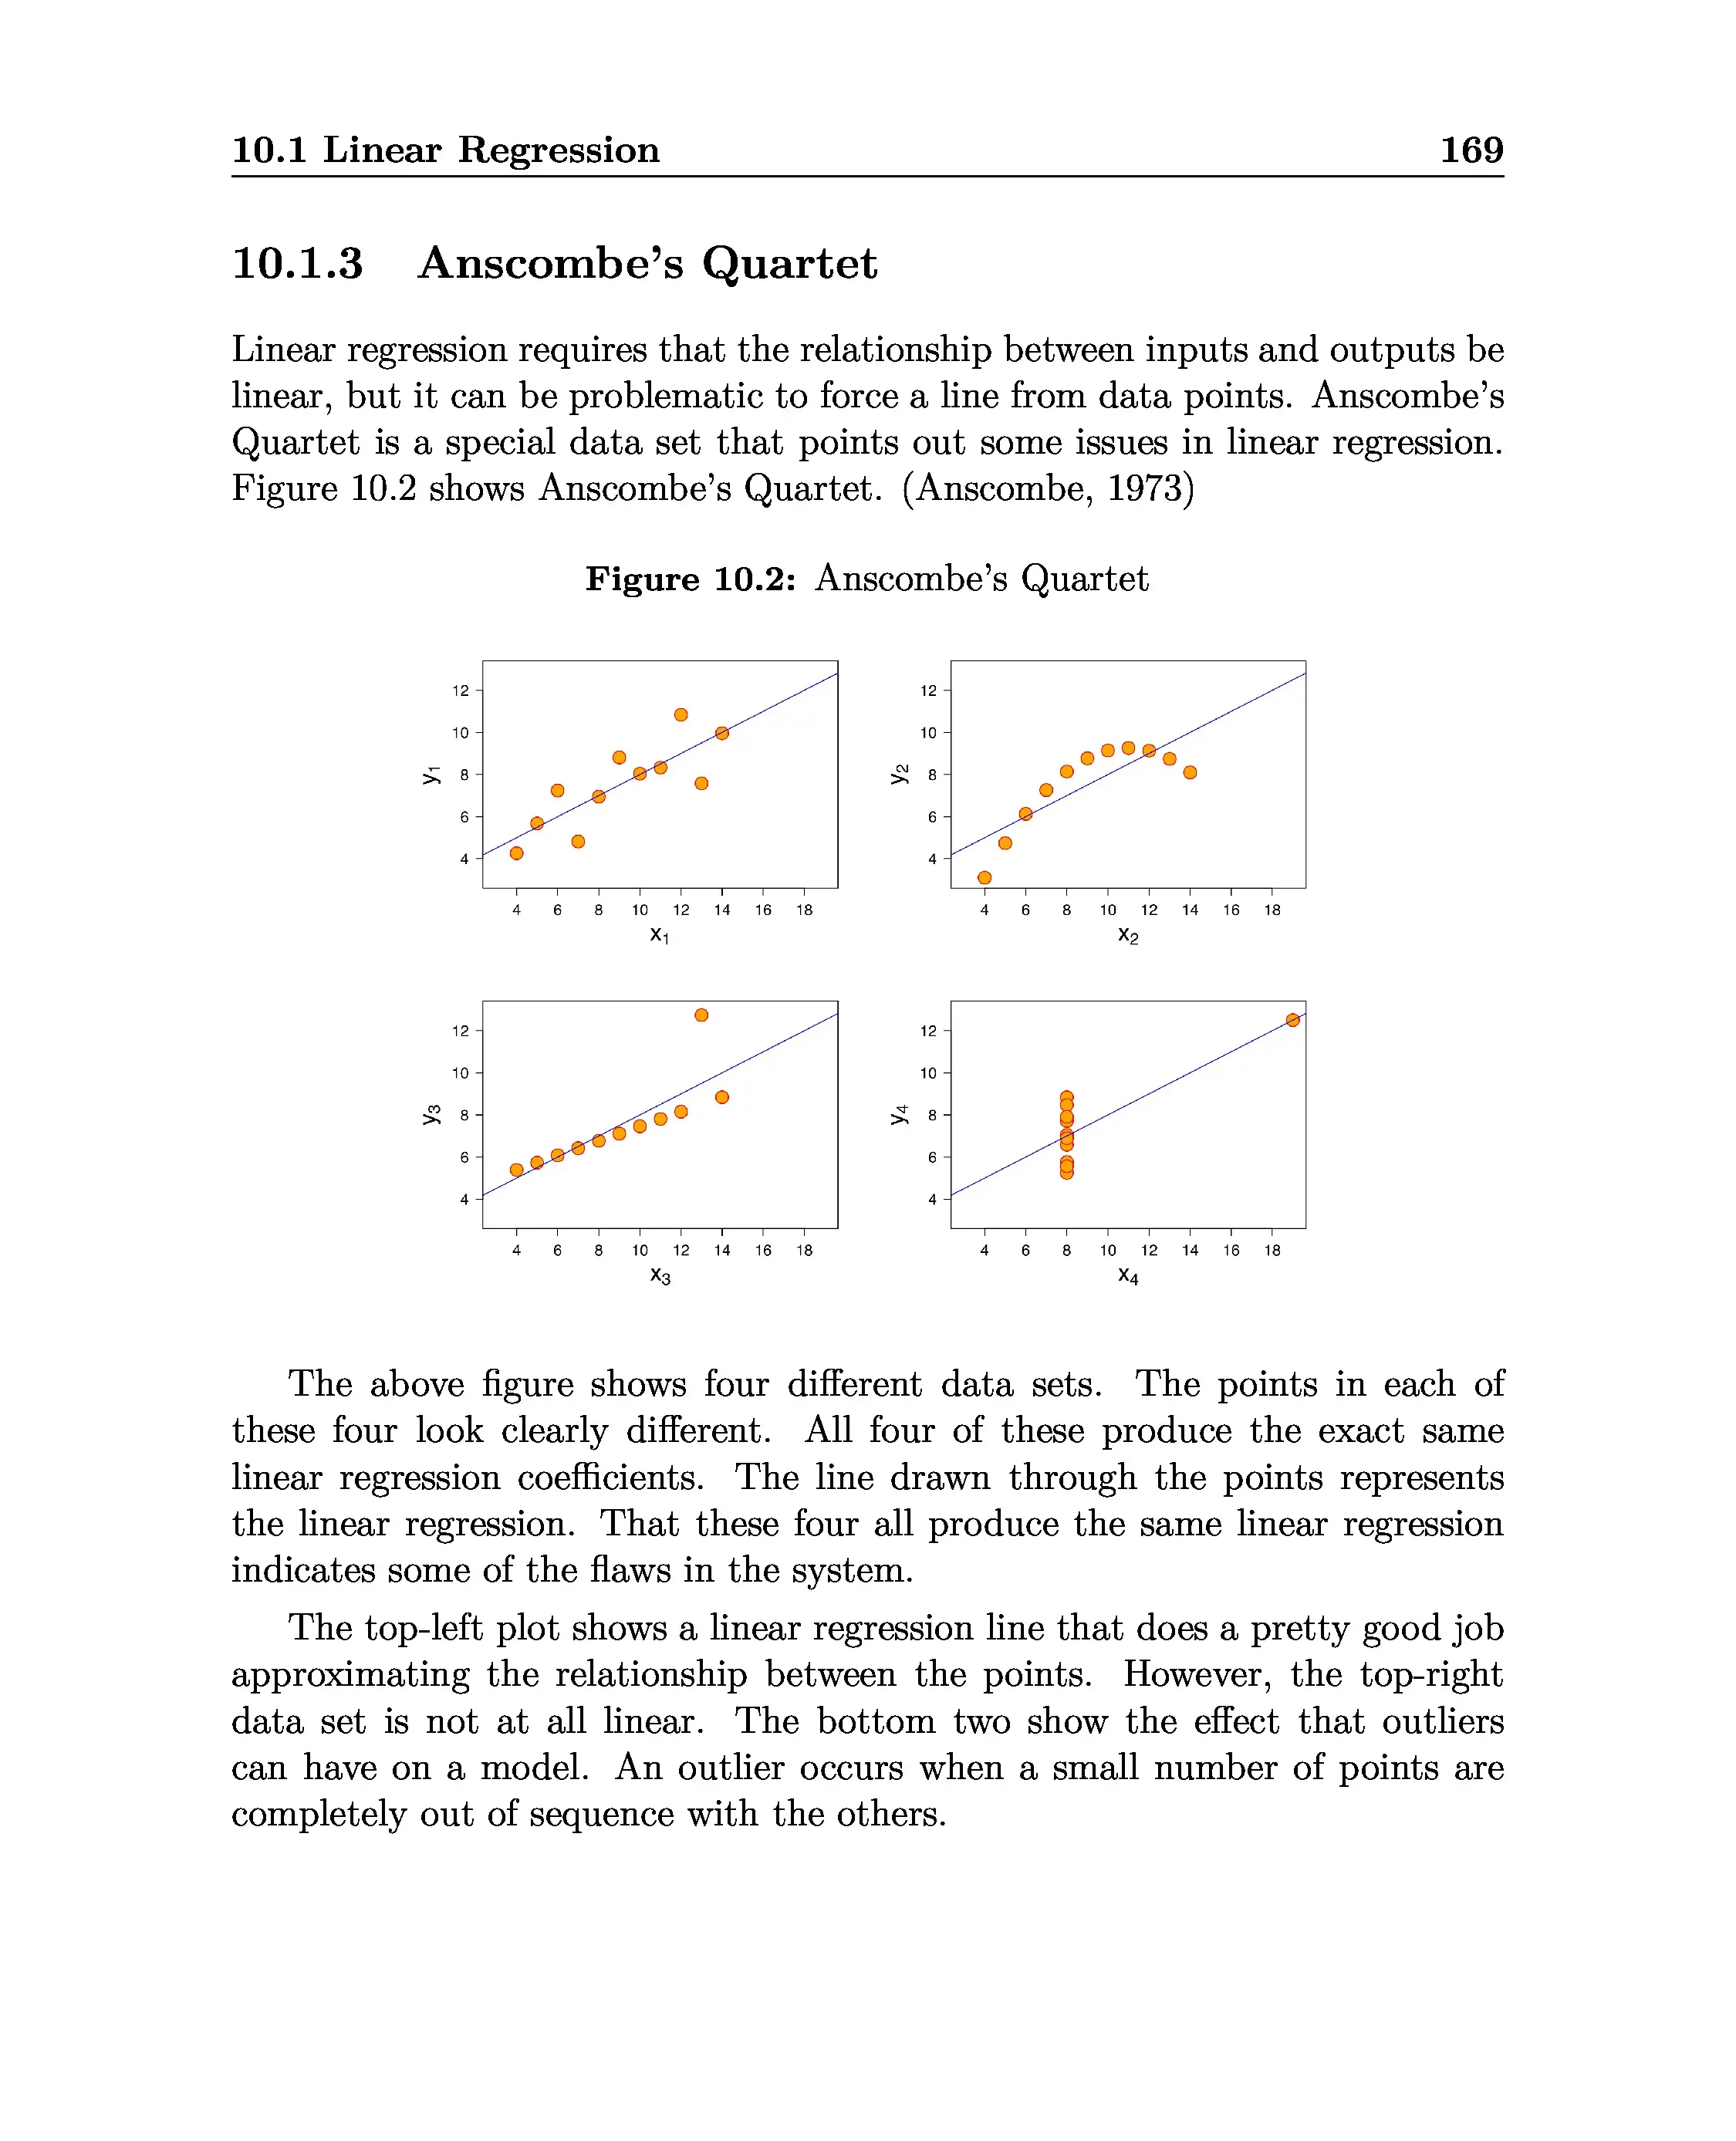 10.1 Linear Regression 169
10.1.3 Anscombe's Quartet
Linear regression requires that the relationship between inputs and outputs be
linear, but it can be problematic to force a line from data points. Anscombe's
Quartet is a special data set that points out some issues in linear regression.
Figure 10.2 shows Anscombe's Quartet. (Anscombe, 1973)
Figure 10.2: Anscombe's Quartet
12
10
8
6
4
y1
4 6 8 10 12 14 16 18
x1
12
10
8
6
4
y2
4 6 8 10 12 14 16 18
x2
12
10
8
6
4
y3
4 6 8 10 12 14 16 18
x3
12
10
8
6
4
y4
4 6 8 10 12 14 16 18
x4
The above figure shows four different data sets. The points in each of
these four look clearly different. All four of these produce the exact same
linear regression coefficients. The line drawn through the points represents
the linear regression. That these four all produce the same linear regression
indicates some of the flaws in the system.
The top-left plot shows a linear regression line that does a pretty good job
approximating the relationship between the points. However, the top-right
data set is not at all linear. The bottom two show the effect that outliers
can have on a model. An outlier occurs when a small number of points are
completely out of sequence with the others.